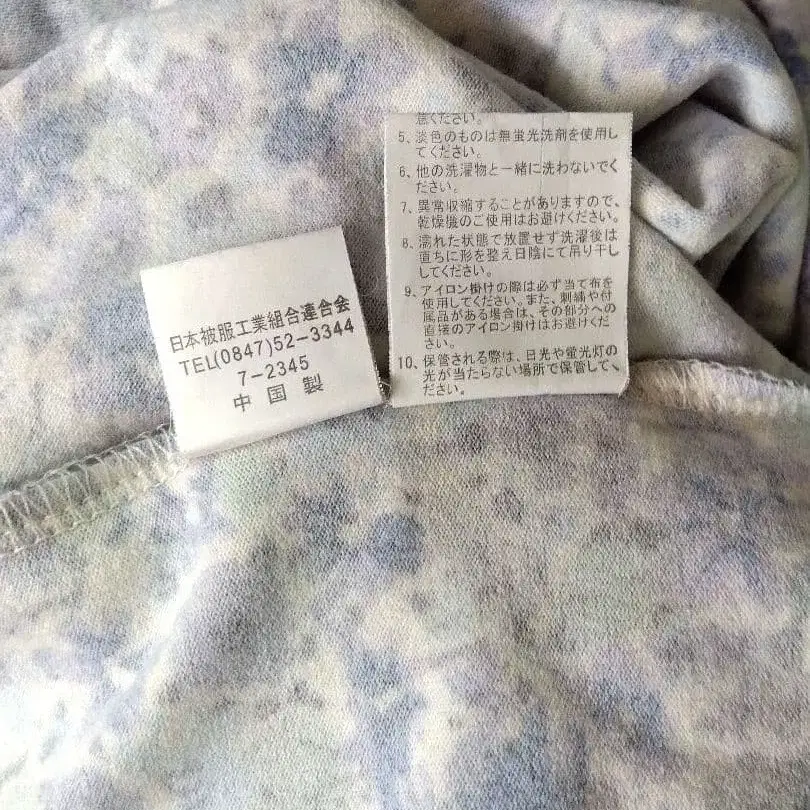 日本被服工業組合連合会
TEL(0847)52-3344
7-2345
中国製
意ください。
5、淡色のものは無蛍光洗剤を使用し
てください。
6、他の洗濯物と一緒に洗わないでく
ださい。
7、異常収縮することがありますので、
乾燥機のご使用はお避けください。
8、濡れた状態で放置せず洗濯後は
直ちに形を整え日陰にて吊り干し
してください。
9、アイロン掛けの際は必ず当て布を
使用してください。また、刺繍や付
属品がある場合は、その部分への
直接のアイロン掛けはお避けくだ
さい。
10、保管される際は、日光や蛍光灯の
光が当たらない場所で保管して、
ださい。